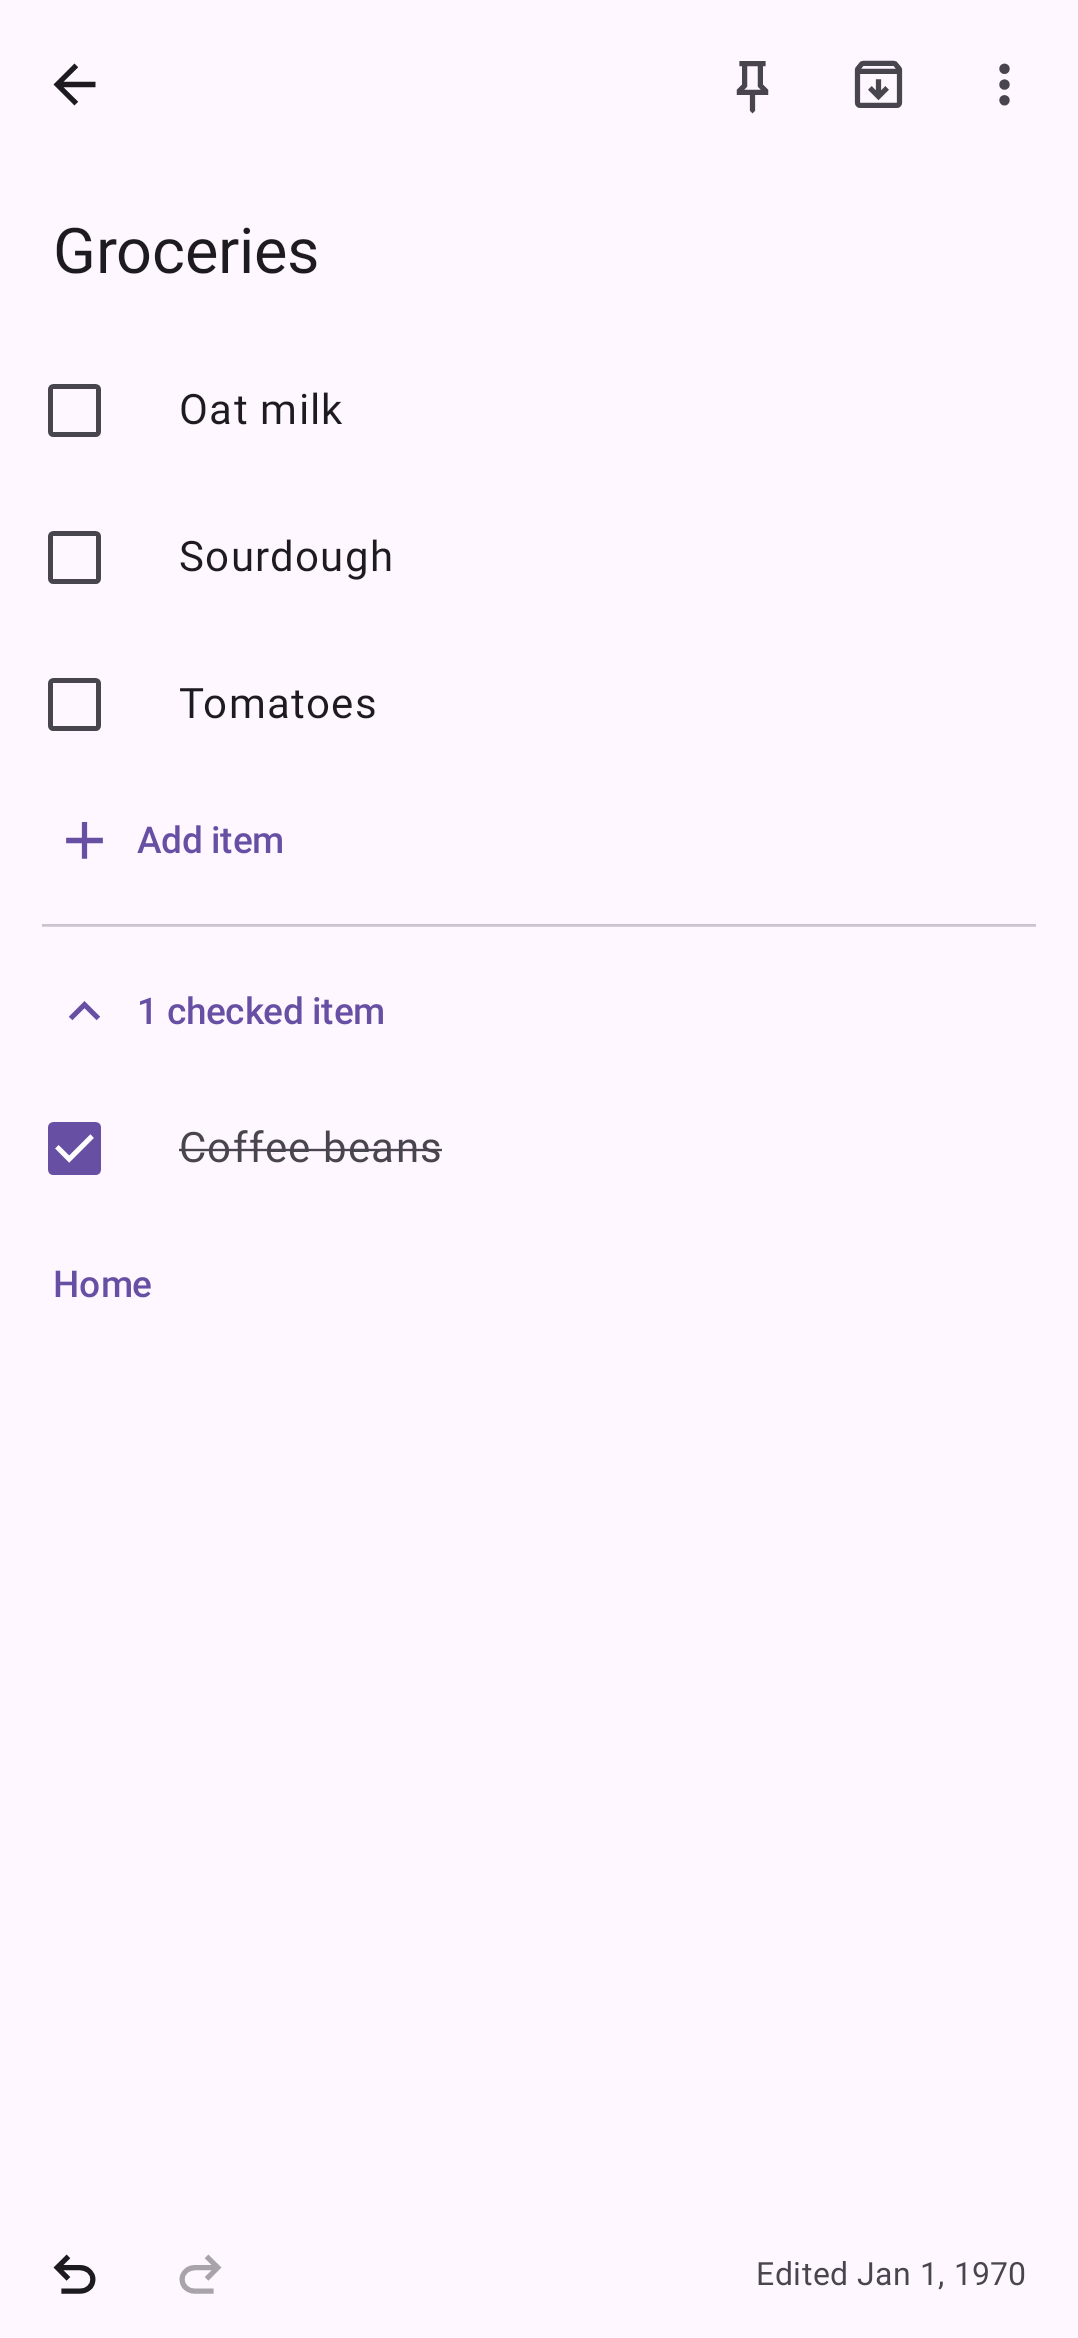 Groceries
Oat milk
Sourdough
Tomatoes
Add item
1 checked item
Coffee beans
Home
Edited Jan 1, 1970